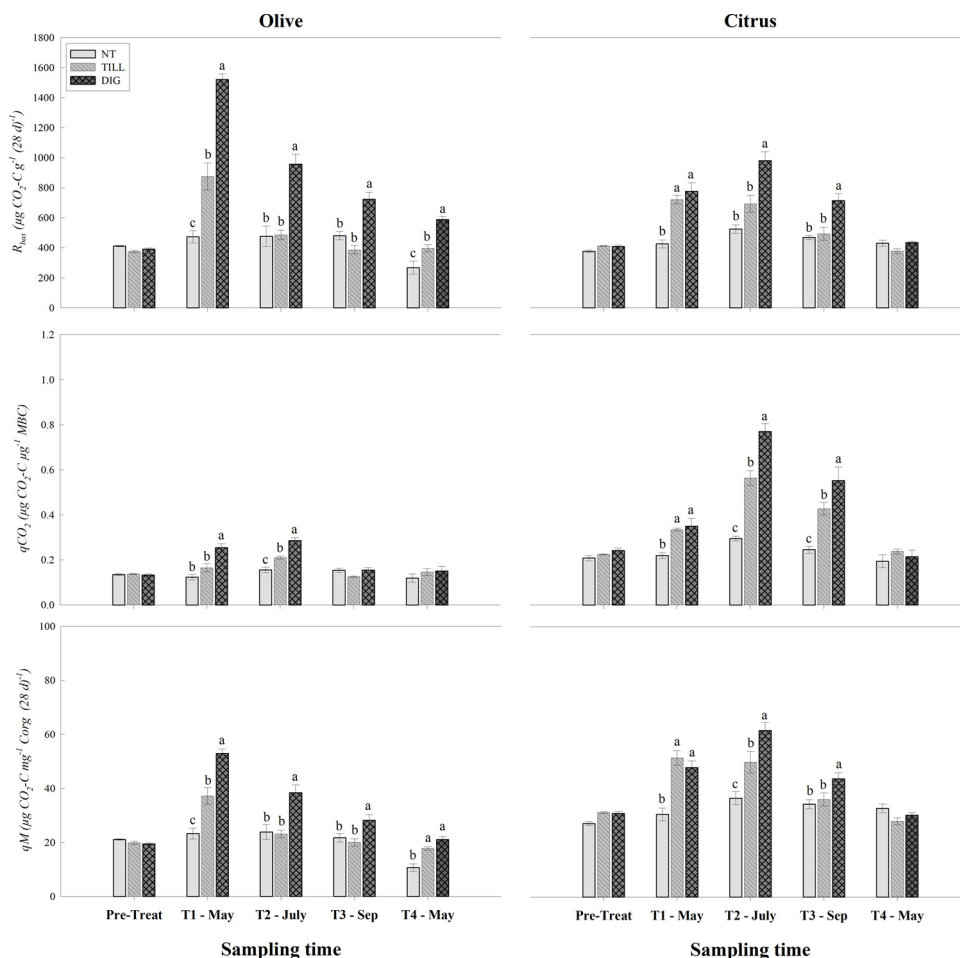 Olive
Citrus
1800
1600
1400
1200
1000
800
600
400
200
0
R_bas (µg CO₂-C g⁻¹ (28 d)⁻¹
NT
TILL
DIG
c b a
a
b b a
c b a
b a a
b b a
b b a
1.2
1.0
0.8
0.6
0.4
0.2
0.0
qCO₂ (µg CO₂-C µg⁻¹ MBC)
b b a
c b a
b a a
c b a
c b a
100
80
60
40
20
0
qM (µg CO₂-C mg⁻¹ Corg (28 d)⁻¹)
c b a
b b a
b b a
b a a
b a a
c b a
b b a
Pre-Treat T1 - May T2 - July T3 - Sep T4 - May
Pre-Treat T1 - May T2 - July T3 - Sep T4 - May
Sampling time
Sampling time